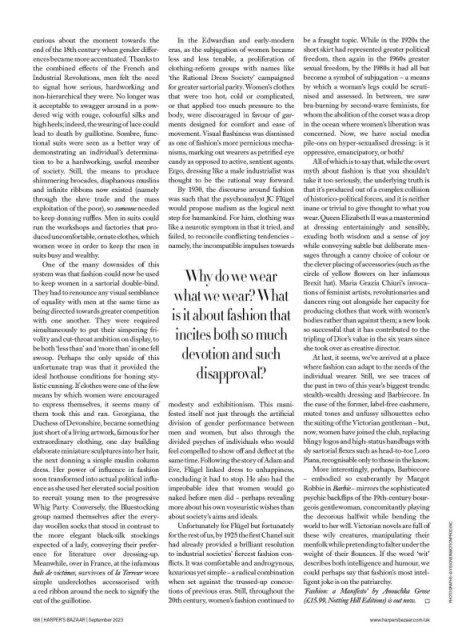 curious about the moment towards the
end of the 18th century when gender differ-
ences became more accentuated. Thanks to
the combined effects of the French and
Industrial Revolutions, men felt the need
to signal how serious, hardworking and
non-hierarchical they were. No longer was
it acceptable to swagger around in a pow-
dered wig with rouge, colourful silks and
high heels; indeed, the wearing of lace could
lead to death by guillotine. Sombre, func-
tional suits were seen as a better way of
demonstrating an individual's determina-
tion to be a hardworking, useful member
of society. Still, the means to produce
shimmering brocades, diaphanous muslins
and infinite ribbons now existed (namely
through the slave trade and the mass
exploitation of the poor), so someone needed
to keep donning ruffles. Men in suits could
run the workshops and factories that pro-
duced uncomfortable, ornate clothes, which
women wore in order to keep the men in
suits busy and wealthy.
One of the many downsides of this
system was that fashion could now be used
to keep women in a sartorial double-bind.
They had to renounce any visual semblance
of equality with men at the same time as
being directed towards greater competition
with one another. They were required
simultaneously to put their simpering fri-
volity and cut-throat ambition on display, to
be both 'less than' and 'more than' in one fell
swoop. Perhaps the only upside of this
unfortunate trap was that it provided the
ideal hothouse conditions for honing sty-
listic cunning. If clothes were one of the few
means by which women were encouraged
to express themselves, it seems many of
them took this and ran. Georgiana, the
Duchess of Devonshire, became something
just short of a living artwork, famous for her
extraordinary clothing, one day building
elaborate miniature sculptures into her hair,
the next donning a simple muslin column
dress. Her power of influence in fashion
soon transformed into actual political influ-
ence as she used her elevated social position
to recruit young men to the progressive
Whig Party. Conversely, the Bluestocking
group named themselves after the every-
day woollen socks that stood in contrast to
the more elegant black-silk stockings
expected of a lady, conveying their prefer-
ence for literature over dressing-up.
Meanwhile, over in France, at the infamous
bals de victimes, survivors of la Terreur wore
simple underclothes accessorised with
a red ribbon around the neck to signify the
cut of the guillotine.
In the Edwardian and early-modern
eras, as the subjugation of women became
less and less tenable, a proliferation of
clothing-reform groups with names like
'the Rational Dress Society' campaigned
for greater sartorial parity. Women's clothes
that were too hot, cold or complicated,
or that applied too much pressure to the
body, were discouraged in favour of gar-
ments designed for comfort and ease of
movement. Visual flashiness was dismissed
as one of fashion's more pernicious mecha-
nisms, marking out wearers as petrified eye
candy as opposed to active, sentient agents.
Ergo, dressing like a male industrialist was
thought to be the rational way forward.
By 1930, the discourse around fashion
was such that the psychoanalyst JC Flügel
would propose nudism as the logical next
step for humankind. For him, clothing was
like a neurotic symptom in that it tried, and
failed, to reconcile conflicting tendencies –
namely, the incompatible impulses towards
Why do we wear
what we wear? What
is it about fashion that
incites both so much
devotion and such
disapproval?
modesty and exhibitionism. This mani-
fested itself not just through the artificial
division of gender performance between
men and women, but also through the
divided psyches of individuals who would
feel compelled to show off and deflect at the
same time. Following the story of Adam and
Eve, Flügel linked dress to unhappiness,
concluding it had to stop. He also had the
improbable idea that women would go
naked before men did – perhaps revealing
more about his own voyeuristic wishes than
about society's aims and ideals.
Unfortunately for Flügel but fortunately
for the rest of us, by 1925 the first Chanel suit
had already provided a brilliant resolution
to industrial societies' fiercest fashion con-
flicts. It was comfortable and androgynous,
luxurious yet simple – a radical combination
when set against the trussed-up concoc-
tions of previous eras. Still, throughout the
20th century, women's fashion continued to
be a fraught topic. While in the 1920s the
short skirt had represented greater political
freedom, then again in the 1960s greater
sexual freedom, by the 1980s it had all but
become a symbol of subjugation – a means
by which a woman's legs could be scruti-
nised and assessed. In between, we saw
bra-burning by second-wave feminists, for
whom the abolition of the corset was a drop
in the ocean where women's liberation was
concerned. Now, we have social media
pile-ons on hyper-sexualised dressing: is it
oppressive, emancipatory, or both?
All of which is to say that, while the overt
myth about fashion is that you shouldn't
take it too seriously, the underlying truth is
that it's produced out of a complex collision
of historico-political forces, and it is neither
inane or trivial to give thought to what you
wear. Queen Elizabeth II was a mastermind
at dressing entertainingly and sensibly,
exuding both wisdom and a sense of joy
while conveying subtle but deliberate mes-
sages through a canny choice of colour or
the clever placing of accessories (such as the
circle of yellow flowers on her infamous
Brexit hat). Maria Grazia Chiuri's invoca-
tions of feminist artists, revolutionaries and
dancers ring out alongside her capacity for
producing clothes that work with women's
bodies rather than against them; a new look
so successful that it has contributed to the
tripling of Dior's value in the six years since
she took over as creative director.
At last, it seems, we've arrived at a place
where fashion can adapt to the needs of the
individual wearer. Still, we see traces of
the past in two of this year's biggest trends:
stealth-wealth dressing and Barbiecore. In
the case of the former, label-free cashmere,
muted tones and unfussy silhouettes echo
the suiting of the Victorian gentleman – but,
now, women have joined the club, replacing
blingy logos and high-status handbags with
sly sartorial flexes such as head-to-toe Loro
Piana, recognisable only to those in the know.
More interestingly, perhaps, Barbiecore
– embodied so exuberantly by Margot
Robbie in Barbie – mirrors the sophisticated
psychic backflips of the 19th-century bour-
geois gentlewoman, concomitantly playing
the decorous halfwit while bending the
world to her will. Victorian novels are full of
these wily creatures, manipulating their
menfolk while pretending to falter under the
weight of their flounces. If the word 'wit'
describes both intelligence and humour, we
could perhaps say that fashion's most intel-
ligent joke is on the patriarchy.
'Fashion: a Manifesto' by Anouchka Grose
(£15.99, Notting Hill Editions) is out now.
188 | HARPER'S BAZAAR | September 2023
www.harpersbazaar.com/uk